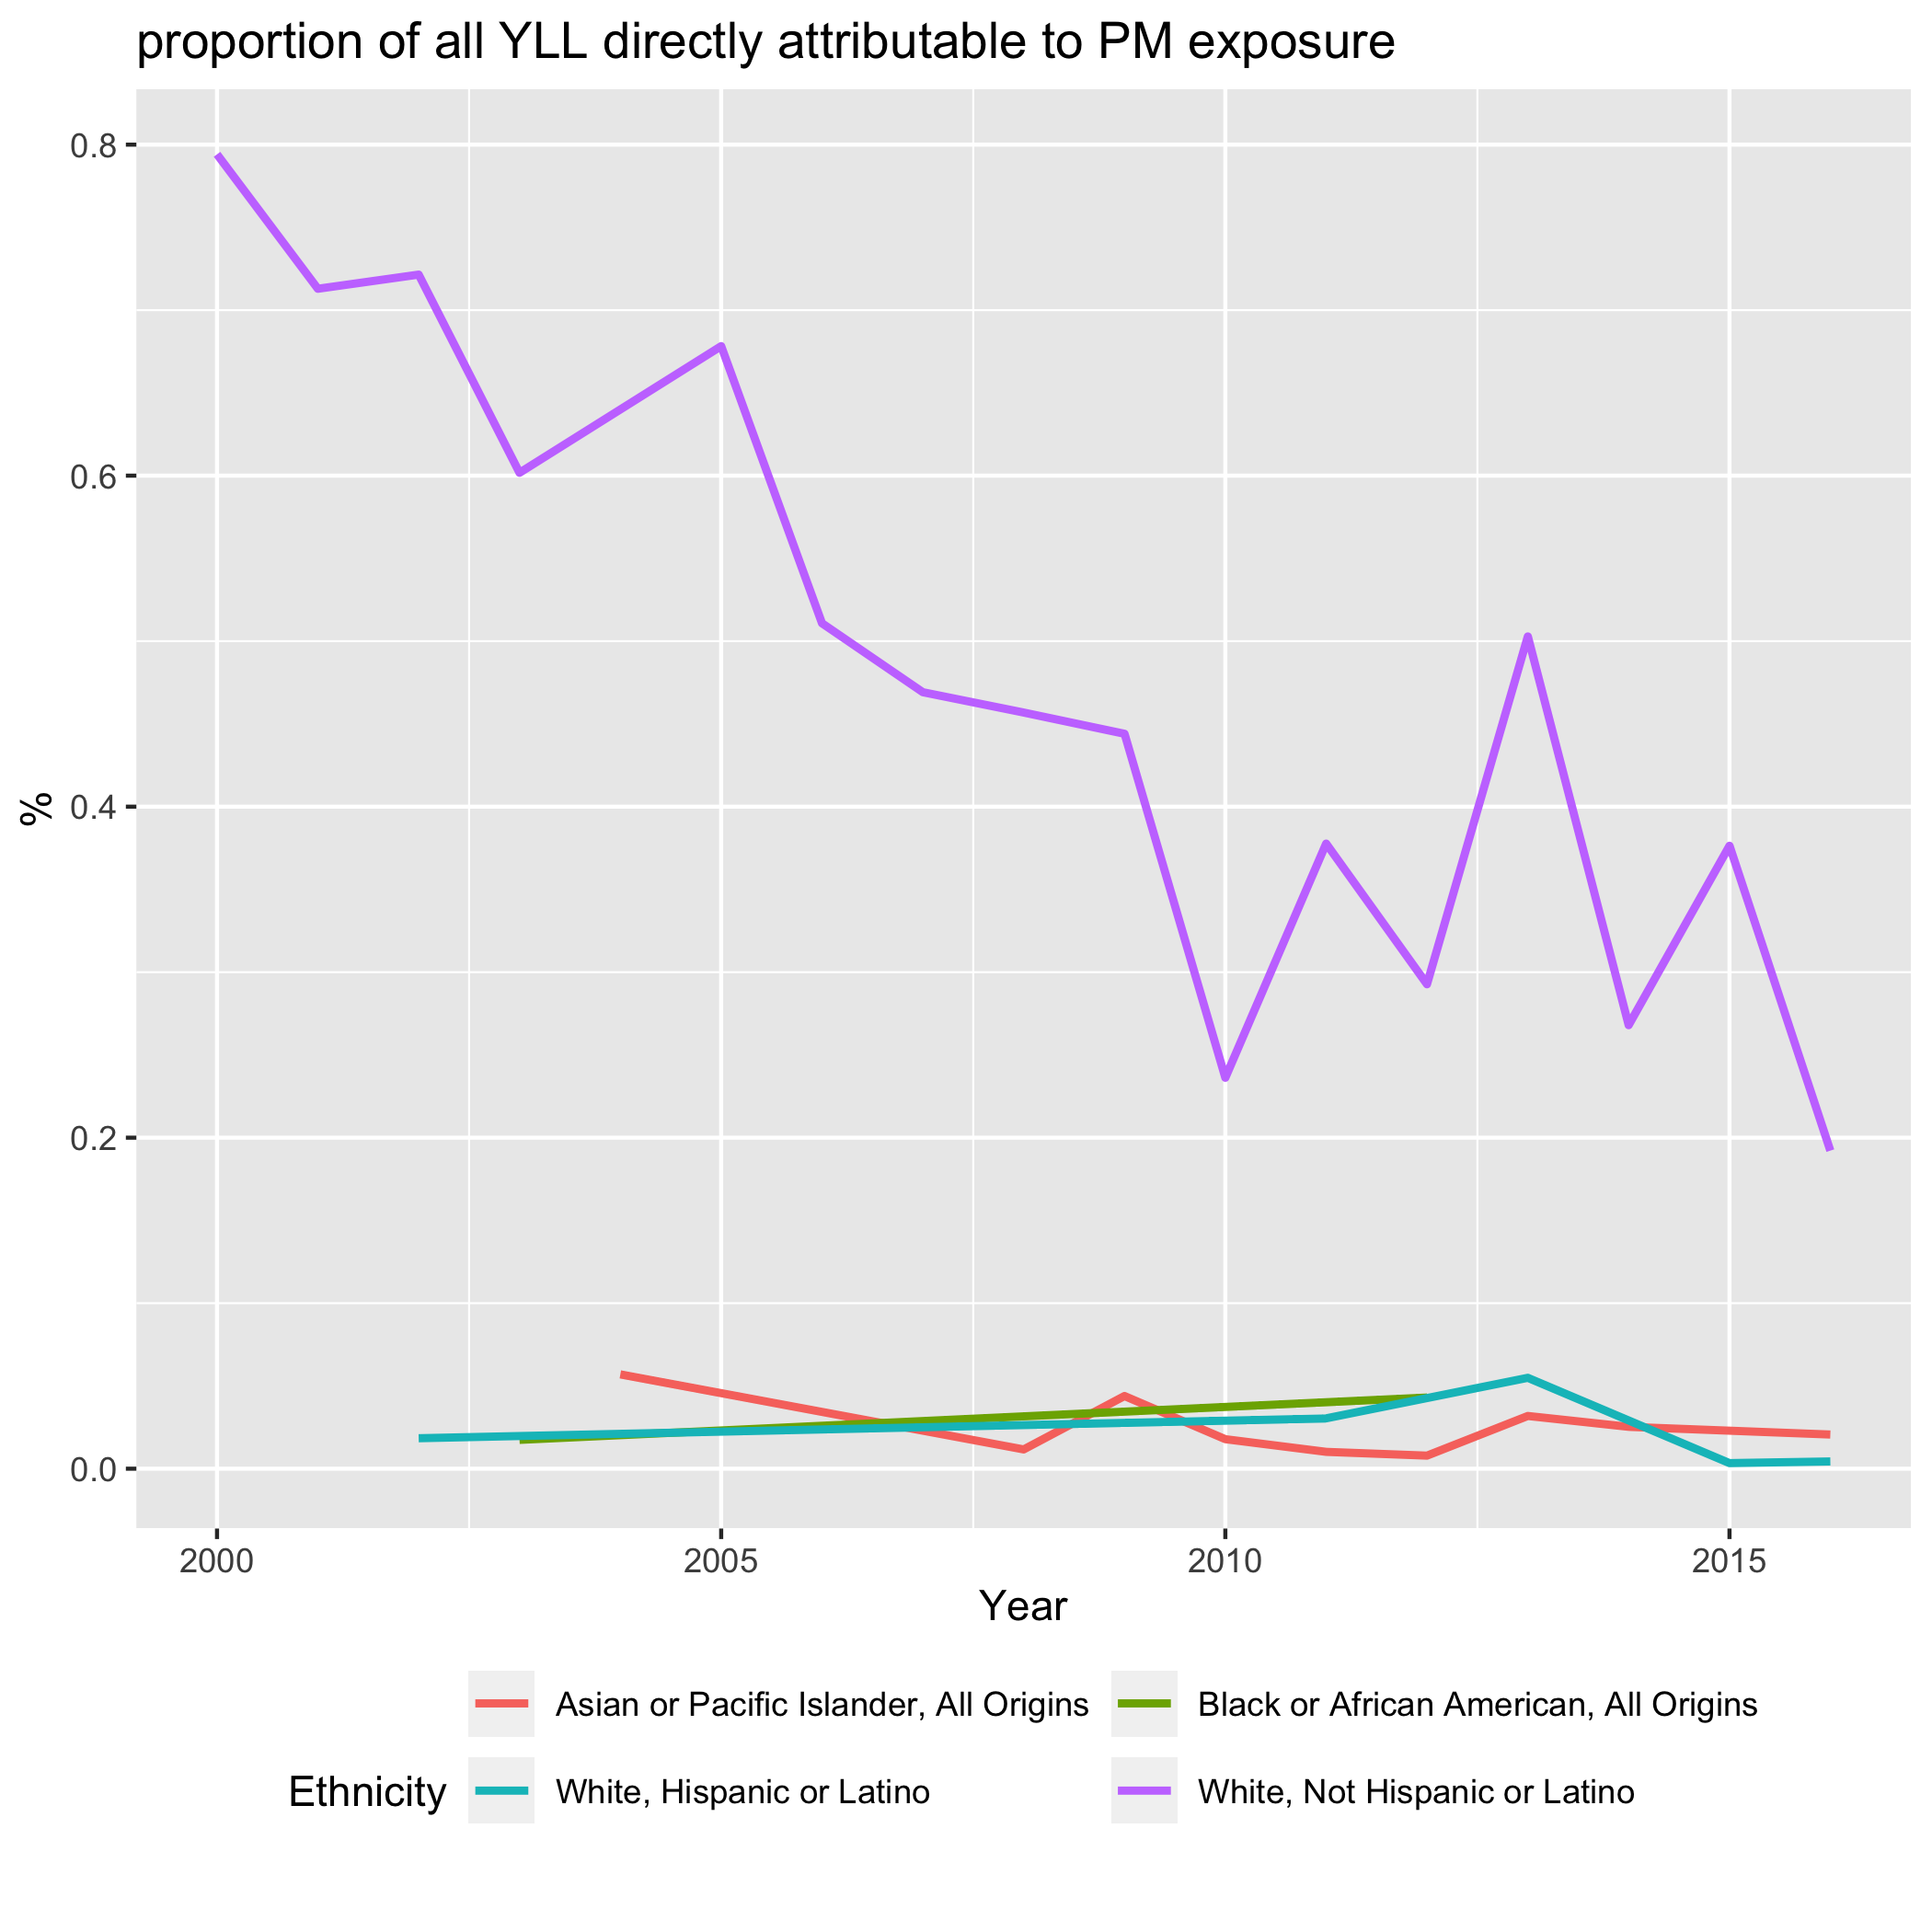 proportion of all YLL directly attributable to PM exposure
0.8
0.6
0.4
0.2
0.0
%
2000 2005 2010 2015
Year
Ethnicity
Asian or Pacific Islander, All Origins
Black or African American, All Origins
White, Hispanic or Latino
White, Not Hispanic or Latino